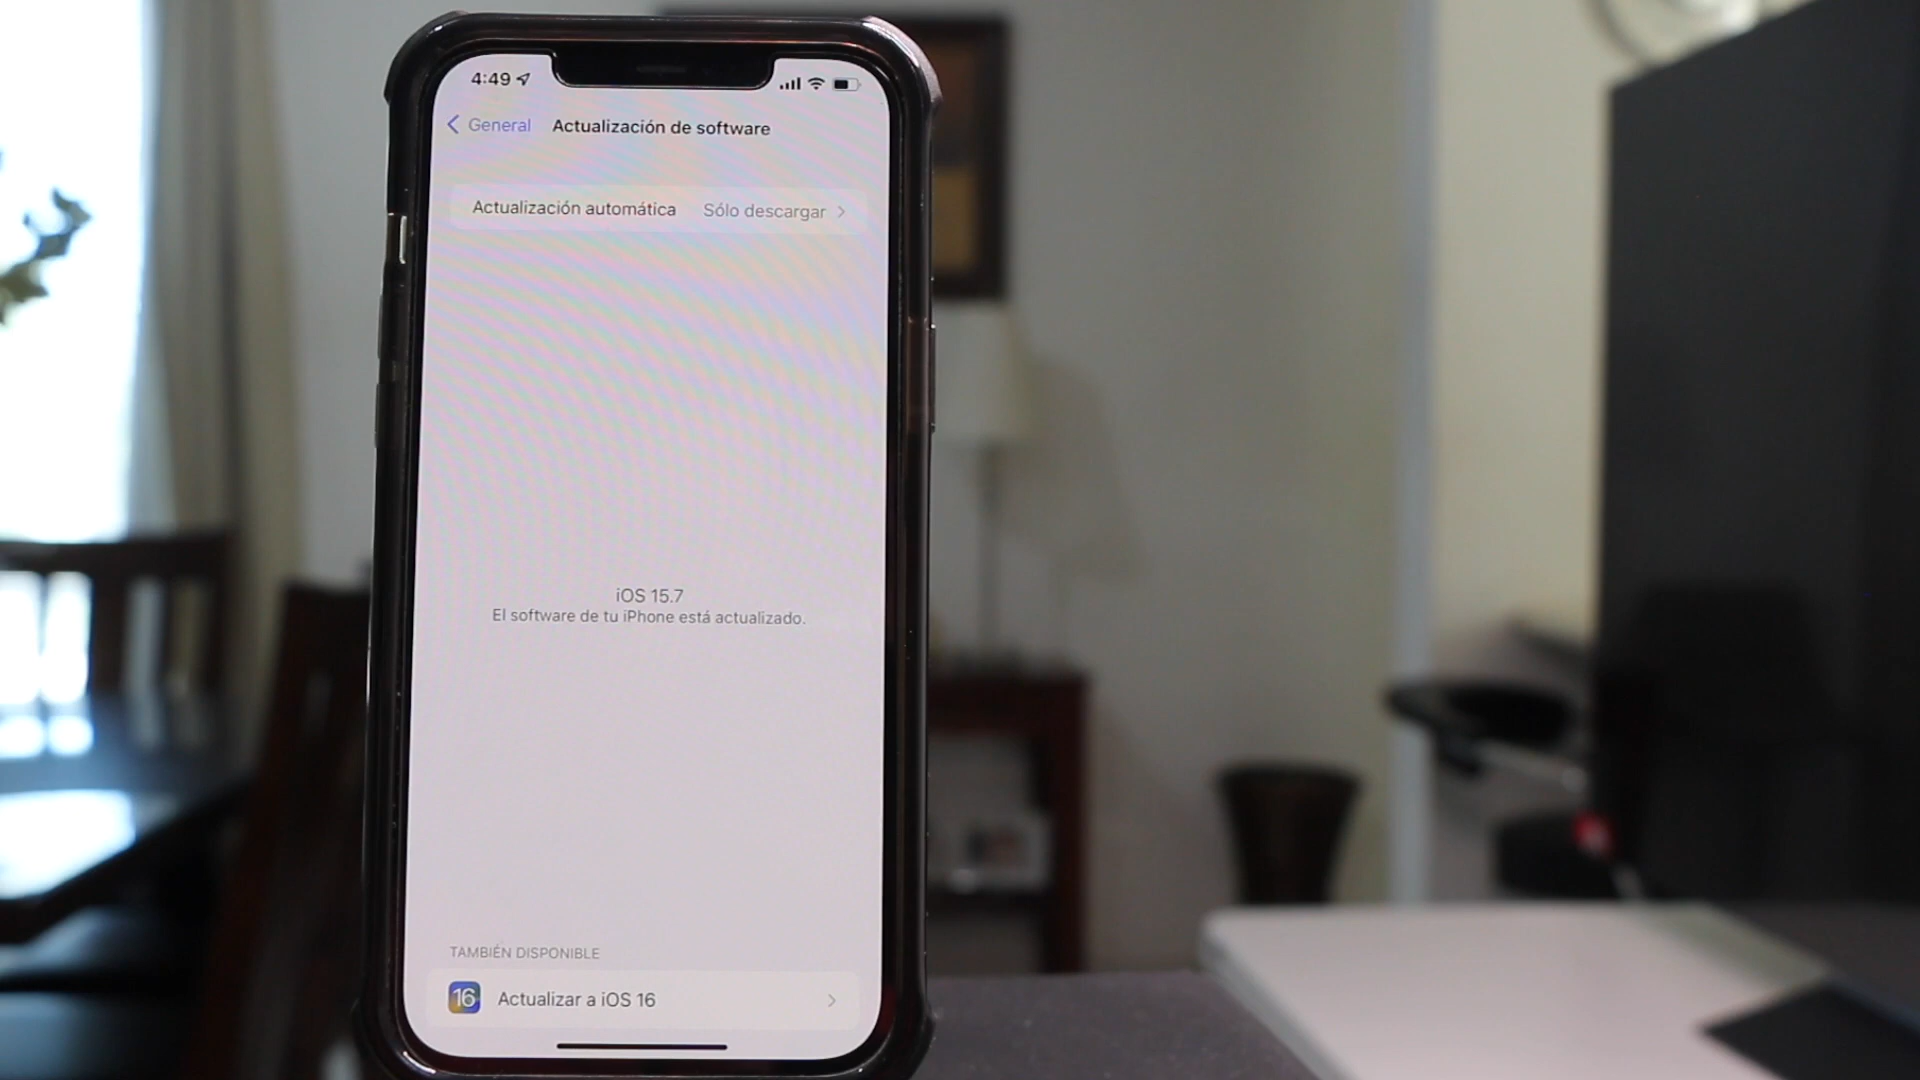 4:49
General
Actualización de software
Actualización automática
Sólo descargar
iOS 15.7
El software de tu iPhone está actualizado.
TAMBIÉN DISPONIBLE
16
Actualizar a iOS 16